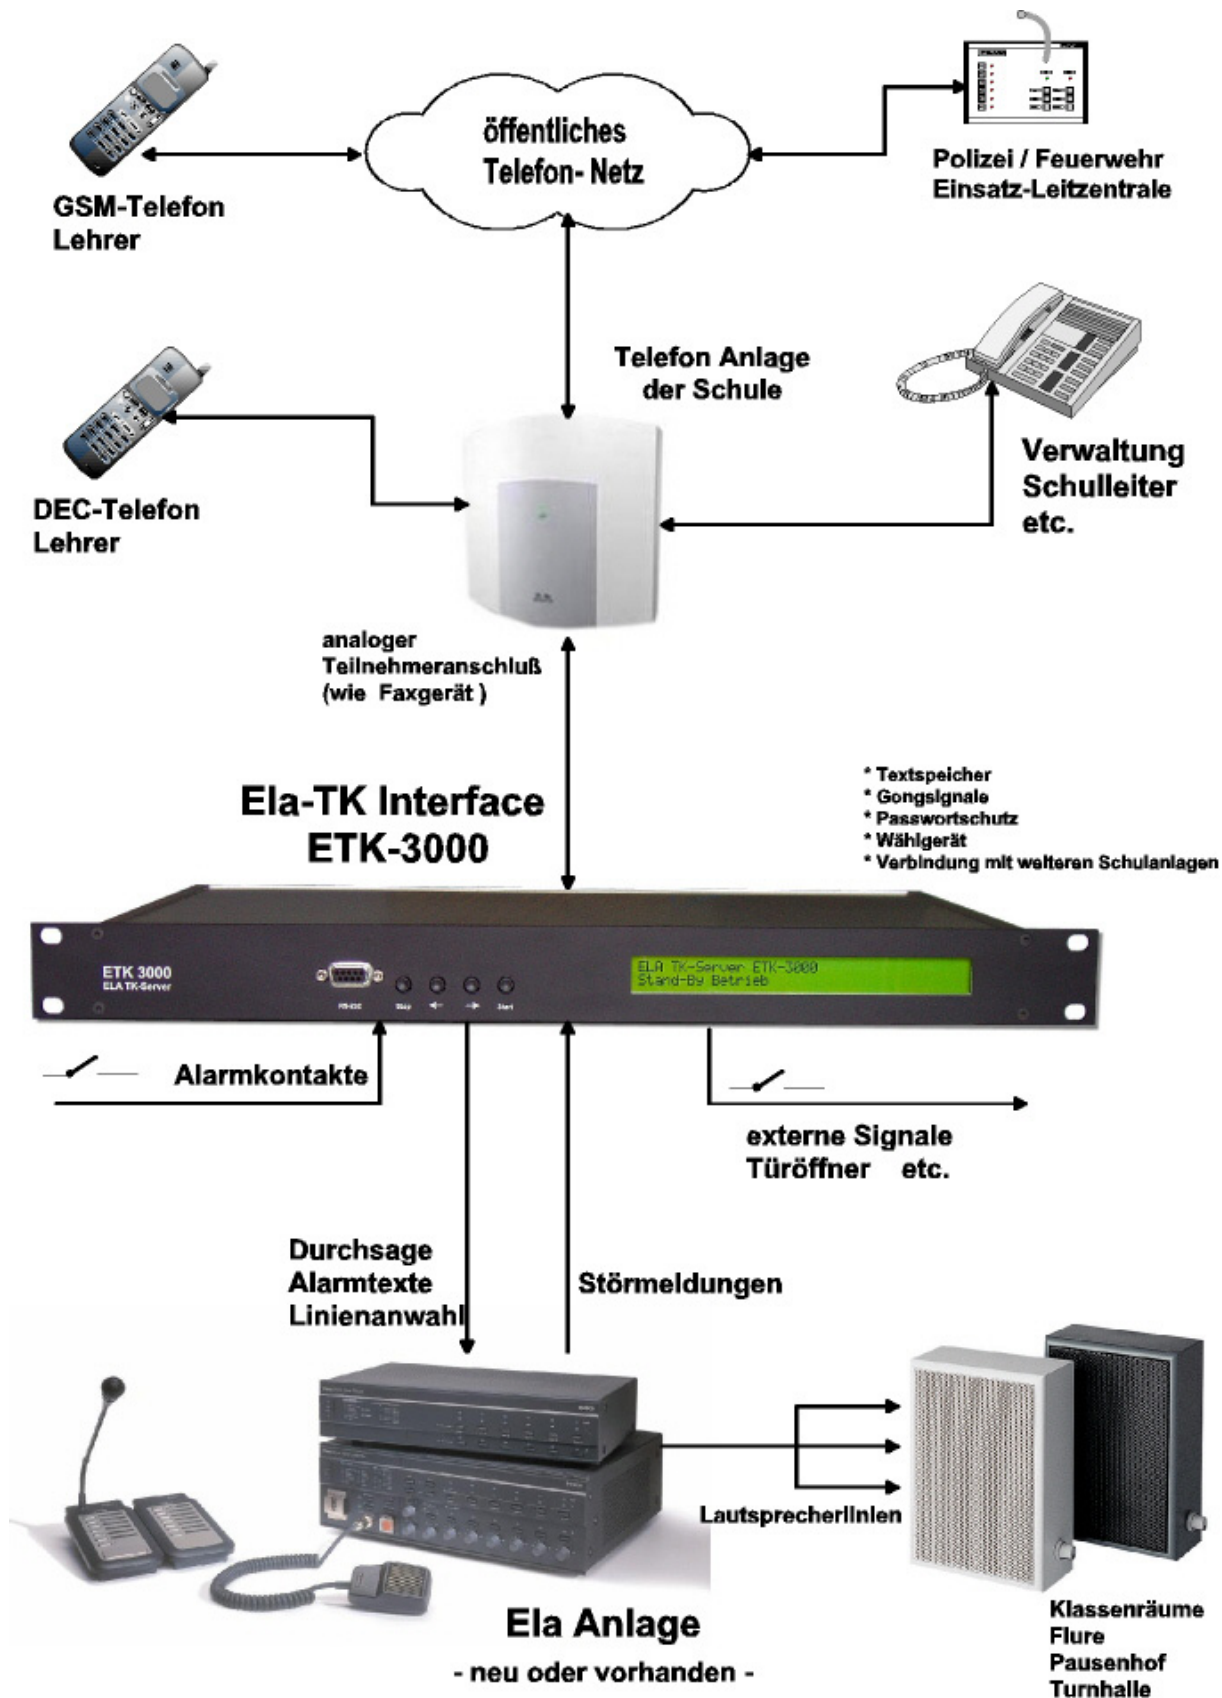 öffentliches
Telefon- Netz
GSM-Telefon
Lehrer
Polizei / Feuerwehr
Einsatz-Leitzentrale
Telefon Anlage
der Schule
DEC-Telefon
Lehrer
Verwaltung
Schulleiter
etc.
analoger
Teilnehmeranschluß
(wie Faxgerät )
Ela-TK Interface
ETK-3000
* Textspeicher
* Gongsignale
* Passwortschutz
* Wählgerät
* Verbindung mit weiteren Schulanlagen
ETK 3000
ELA TK-Server
Stop
Start
ELA TK-Server ETK-3000
Stand-By Betrieb
Alarmkontakte
externe Signale
Türöffner etc.
Durchsage
Alarmtexte
Linienanwahl
Störmeldungen
Lautsprecherlinien
Ela Anlage
- neu oder vorhanden -
Klassenräume
Flure
Pausenhof
Turnhalle